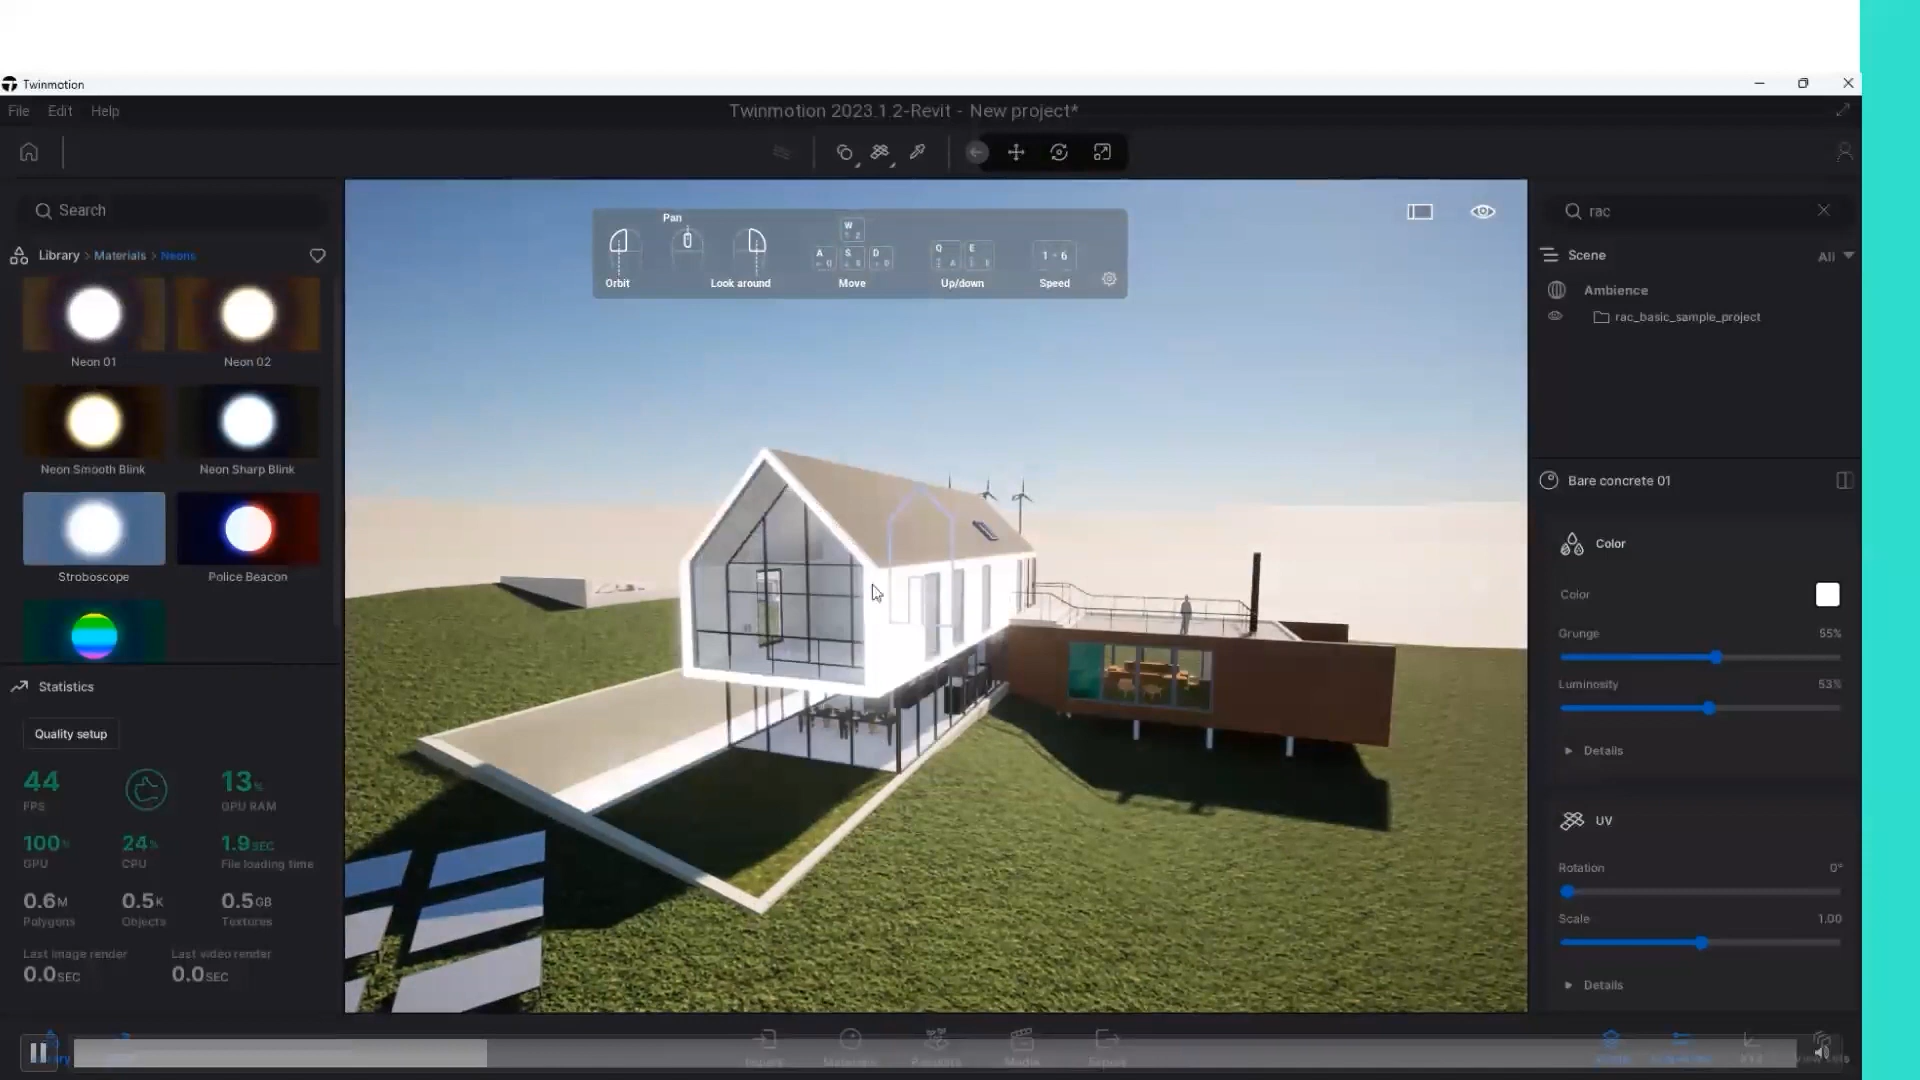 Twinmotion
File Edit Help
Twinmotion 2023.1.2-Revit - New project*
Search
Library > Materials > Neons
Neon 01
Neon 02
Neon Smooth Blink
Neon Sharp Blink
Stroboscope
Police Beacon
Statistics
Quality setup
44
FPS
13%
GPU RAM
100%
GPU
24%
CPU
1.9SEC
File loading time
0.6M
Polygons
0.5K
Objects
0.5GB
Textures
Last image render
0.0SEC
Last video render
0.0SEC
Pan
W
A S D
Q E
1 - 6
Orbit
Look around
Move
Up/down
Speed
rac
Scene
All
Ambience
rac_basic_sample_project
Bare concrete 01
Color
Color
Grunge 55%
Luminosity 53%
Details
UV
Rotation 0°
Scale 1.00
Details